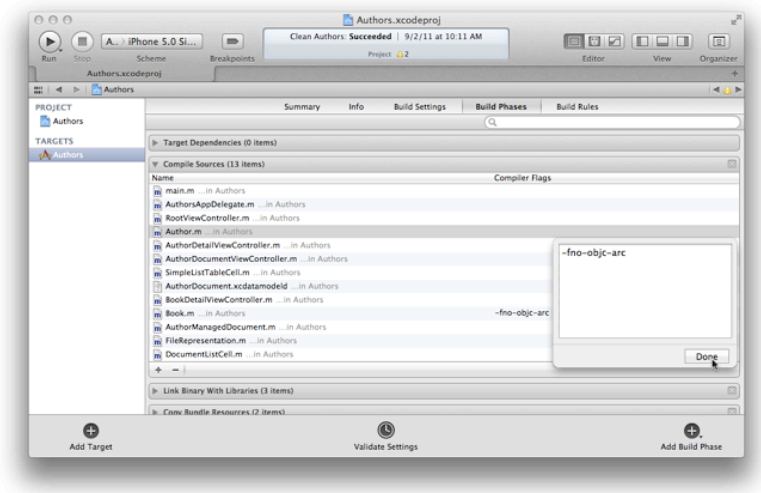 Authors.xcodeproj
A.. › iPhone 5.0 Si...
Clean Authors: Succeeded | 9/2/11 at 10:11 AM
Project 2
Run Stop Scheme Breakpoints Editor View Organizer
Authors.xcodeproj
Authors
PROJECT
Authors
TARGETS
Authors
Summary Info Build Settings Build Phases Build Rules
Target Dependencies (0 items)
Compile Sources (13 items)
Name Compiler Flags
main.m ...in Authors
AuthorsAppDelegate.m ...in Authors
RootViewController.m ...in Authors
Author.m ...in Authors
AuthorDetailViewController.m ...in Authors
AuthorDocumentViewController.m ...in Authors
SimpleListTableCell.m ...in Authors
AuthorDocument.xcdatamodeld ...in Authors
BookDetailViewController.m ...in Authors
Book.m ...in Authors -fno-objc-arc
AuthorManagedDocument.m ...in Authors
FileRepresentation.m ...in Authors
DocumentListCell.m ...in Authors
-fno-objc-arc
Done
Link Binary With Libraries (3 items)
Copy Bundle Resources (2 items)
Add Target Validate Settings Add Build Phase